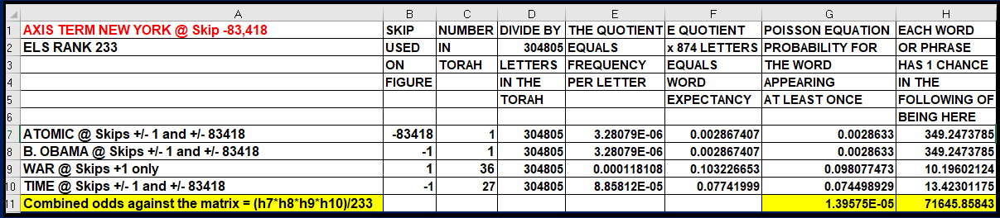 A B C D E F G H
1 AXIS TERM NEW YORK @ Skip -83,418 SKIP NUMBER DIVIDE BY THE QUOTIENT E QUOTIENT POISSON EQUATION EACH WORD
2 ELS RANK 233 USED IN 304805 EQUALS x 874 LETTERS PROBABILITY FOR OR PHRASE
3 ON TORAH LETTERS FREQUENCY EQUALS THE WORD HAS 1 CHANCE
4 FIGURE IN THE PER LETTER WORD APPEARING IN THE
5 TORAH EXPECTANCY AT LEAST ONCE FOLLOWING OF
6 BEING HERE
7 ATOMIC @ Skips +/- 1 and +/- 83418 -83418 1 304805 3.28079E-06 0.002867407 0.0028633 349.2473785
8 B. OBAMA @ Skips +/- 1 and +/- 83418 -1 1 304805 3.28079E-06 0.002867407 0.0028633 349.2473785
9 WAR @ Skips +1 only 1 36 304805 0.000118108 0.103226653 0.098077473 10.19602124
10 TIME @ Skips +/- 1 and +/- 83418 -1 27 304805 8.85812E-05 0.07741999 0.074498929 13.42301175
11 Combined odds against the matrix = (h7*h8*h9*h10)/233 1.39575E-05 71645.85843